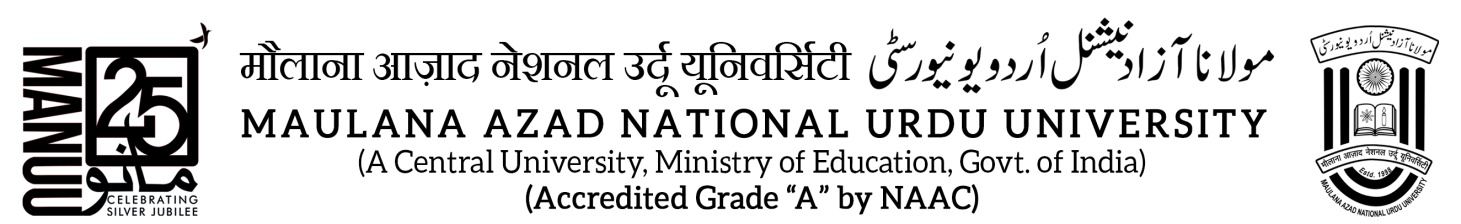 MANUU
25
مانو
CELEBRATING
SILVER JUBILEE
मौलाना आज़ाद नेशनल उर्दू यूनिवर्सिटी مولانا آزاد نیشنل اُردو یونیورسٹی
MAULANA AZAD NATIONAL URDU UNIVERSITY
(A Central University, Ministry of Education, Govt. of India)
(Accredited Grade “A” by NAAC)
مولانا آزاد نیشنل اُردو یونیورسٹی
मौलाना आज़ाद नेशनल उर्दू यूनिवर्सिटी
Estd. 1998
MAULANA AZAD NATIONAL URDU UNIVERSITY